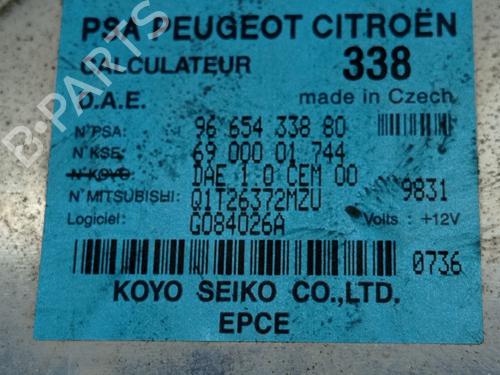 PSA PEUGEOT CITROËN
CALCULATEUR 338
D.A.E. made in Czech.
N°PSA: 96 654 338 80
N°KSE: 69 000 01 744
N°KOYO: DAE 1.0 CEM 00
N°MITSUBISHI: Q1T26372MZU 9831
Logiciel: G084026A Volts: +12V
0736
KOYO SEIKO CO.,LTD.
EPCE
B-PARTS